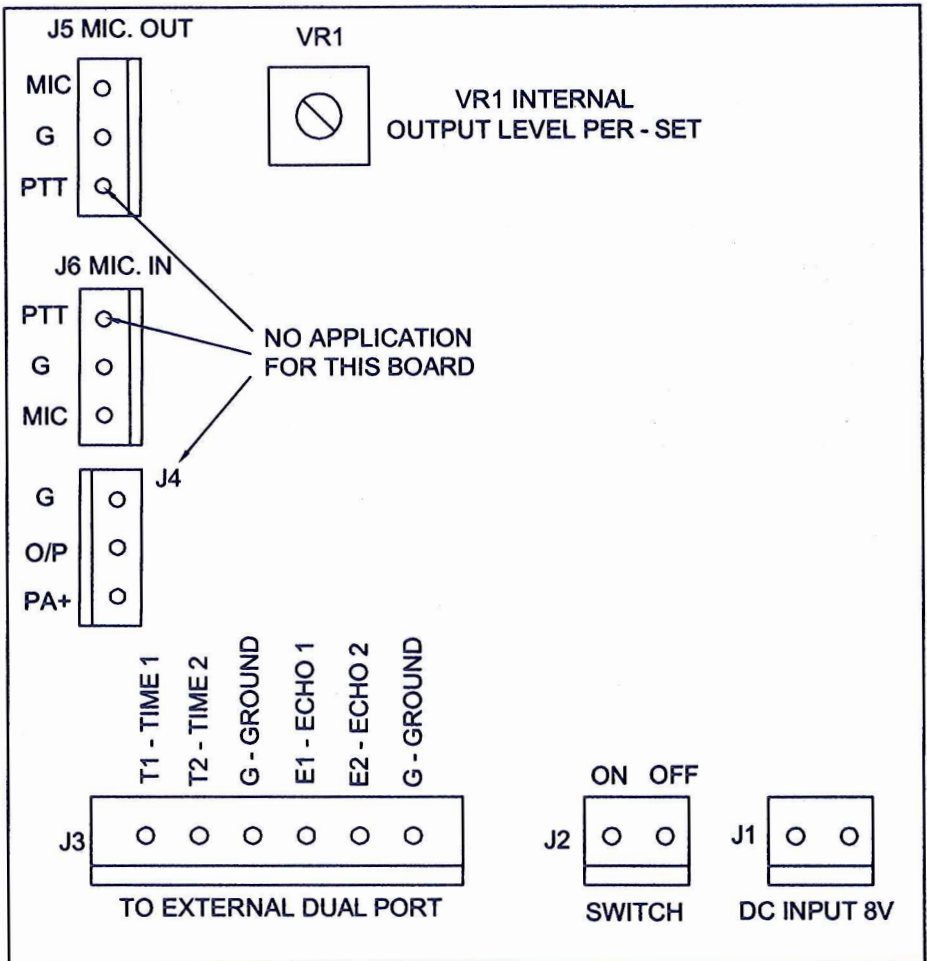 J5 MIC. OUT
MIC
G
PTT
VR1
VR1 INTERNAL
OUTPUT LEVEL PER - SET
J6 MIC. IN
PTT
G
MIC
NO APPLICATION
FOR THIS BOARD
J4
G
O/P
PA+
T1 - TIME 1
T2 - TIME 2
G - GROUND
E1 - ECHO 1
E2 - ECHO 2
G - GROUND
J3
TO EXTERNAL DUAL PORT
ON OFF
J2
SWITCH
J1
DC INPUT 8V